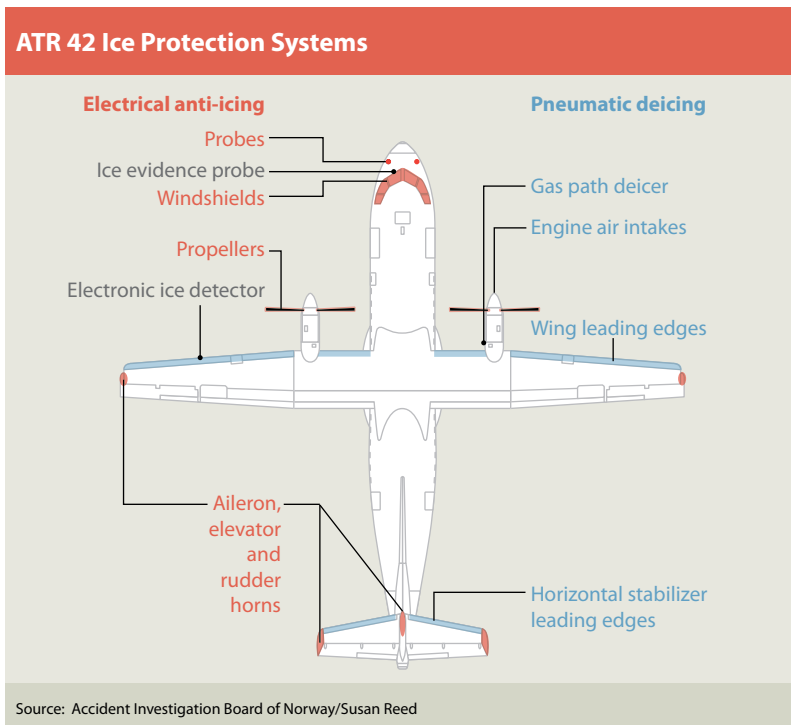 ATR 42 Ice Protection Systems
Electrical anti-icing
Probes
Ice evidence probe
Windshields
Propellers
Electronic ice detector
Aileron,
elevator
and
rudder
horns
Pneumatic deicing
Gas path deicer
Engine air intakes
Wing leading edges
Horizontal stabilizer
leading edges
Source: Accident Investigation Board of Norway/Susan Reed